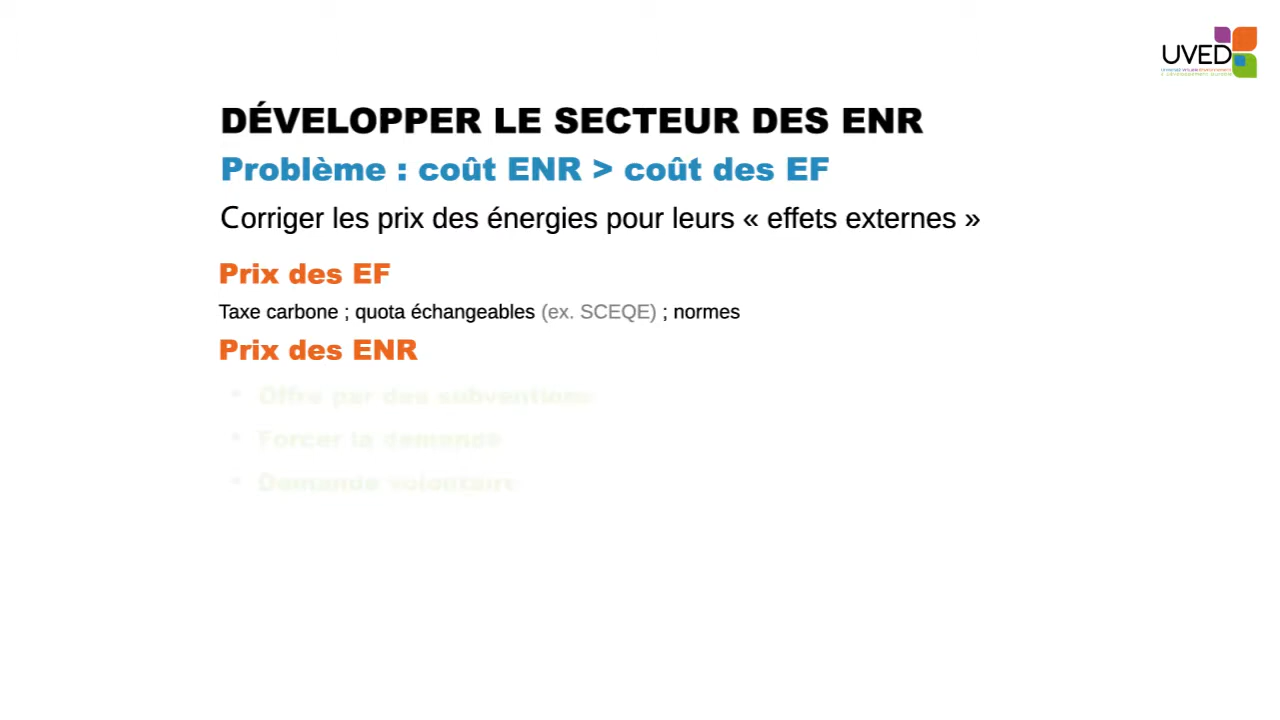 UVED
DÉVELOPPER LE SECTEUR DES ENR
Problème : coût ENR > coût des EF
Corriger les prix des énergies pour leurs « effets externes »
Prix des EF
Taxe carbone ; quota échangeables (ex. SCEQE) ; normes
Prix des ENR
• Offre par des subventions
• Forcer la demande
• Demande